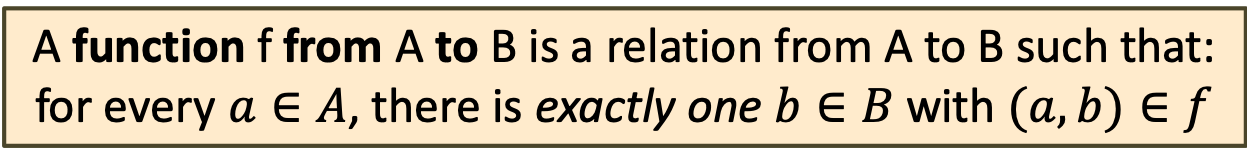 A function f from A to B is a relation from A to B such that:
for every a ∈ A, there is exactly one b ∈ B with (a, b) ∈ f